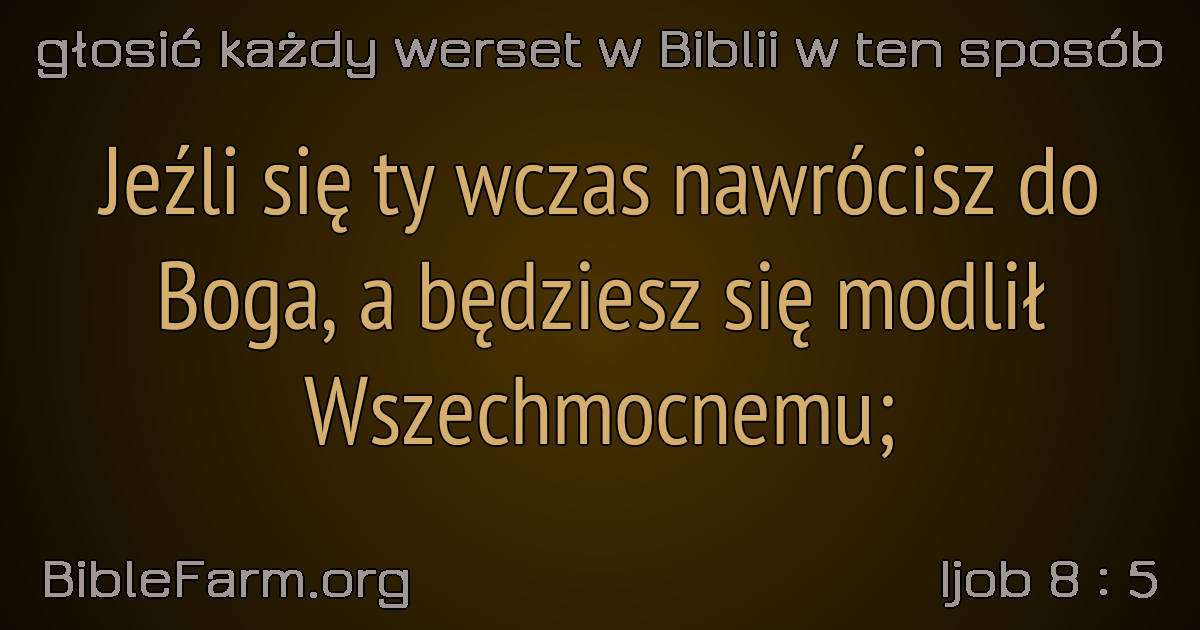 głosić każdy werset w Biblii w ten sposób
Jeźli się ty wczas nawrócisz do
Boga, a będziesz się modlił
Wszechmocnemu;
BibleFarm.org
Ijob 8 : 5